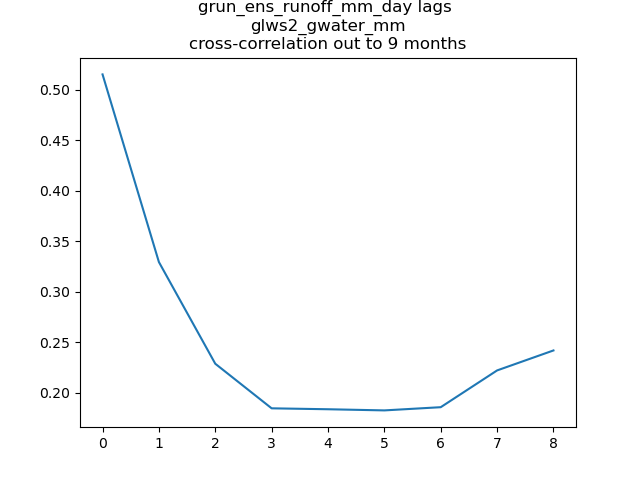 grun_ens_runoff_mm_day lags
glws2_gwater_mm
cross-correlation out to 9 months
0.50
0.45
0.40
0.35
0.30
0.25
0.20
0 1 2 3 4 5 6 7 8